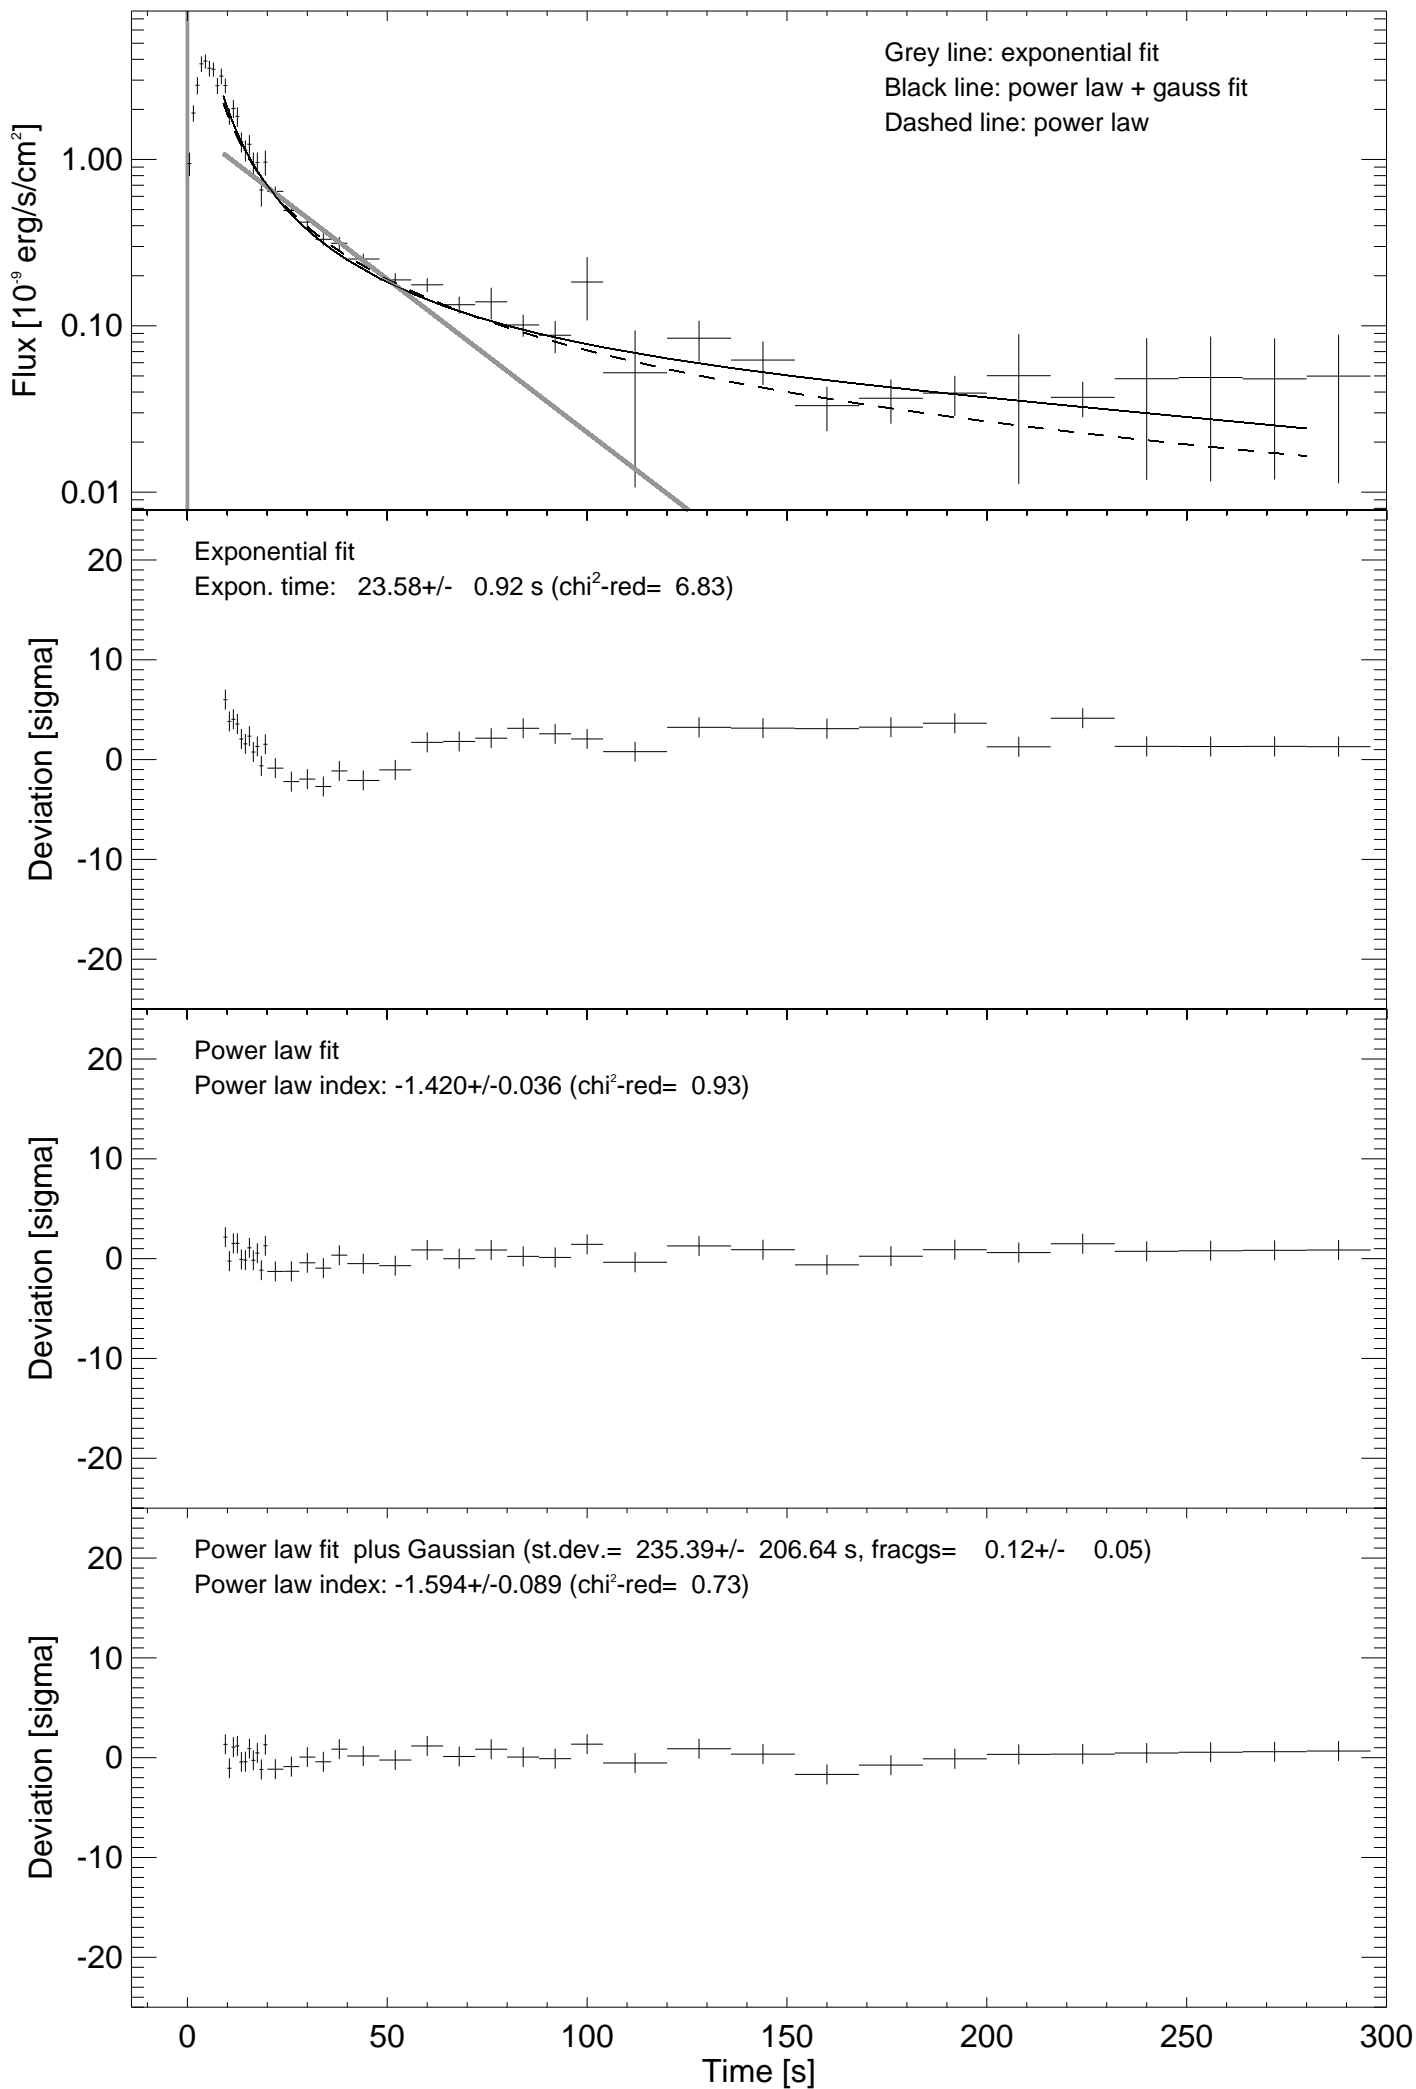 Grey line: exponential fit
Black line: power law + gauss fit
Dashed line: power law
Flux [10⁻⁹ erg/s/cm²]
1.00
0.10
0.01
Exponential fit
Expon. time: 23.58+/- 0.92 s (chi²-red= 6.83)
Deviation [sigma]
20
10
0
-10
-20
Power law fit
Power law index: -1.420+/-0.036 (chi²-red= 0.93)
Deviation [sigma]
20
10
0
-10
-20
Power law fit plus Gaussian (st.dev.= 235.39+/- 206.64 s, fracgs= 0.12+/- 0.05)
Power law index: -1.594+/-0.089 (chi²-red= 0.73)
Deviation [sigma]
20
10
0
-10
-20
0 50 100 150 200 250 300
Time [s]